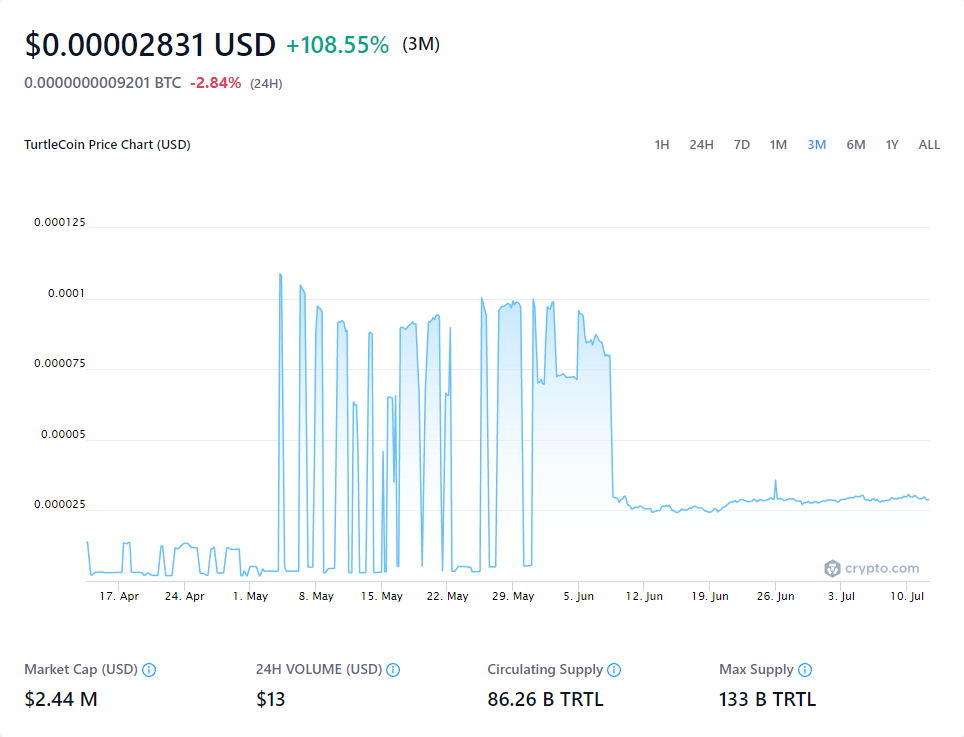 $0.00002831 USD +108.55% (3M)
0.0000000009201 BTC -2.84% (24H)
TurtleCoin Price Chart (USD) 1H 24H 7D 1M 3M 6M 1Y ALL
0.000125
0.0001
0.000075
0.00005
0.000025
crypto.com
17. Apr 24. Apr 1. May 8. May 15. May 22. May 29. May 5. Jun 12. Jun 19. Jun 26. Jun 3. Jul 10. Jul
Market Cap (USD) 24H VOLUME (USD) Circulating Supply Max Supply
$2.44 M $13 86.26 B TRTL 133 B TRTL